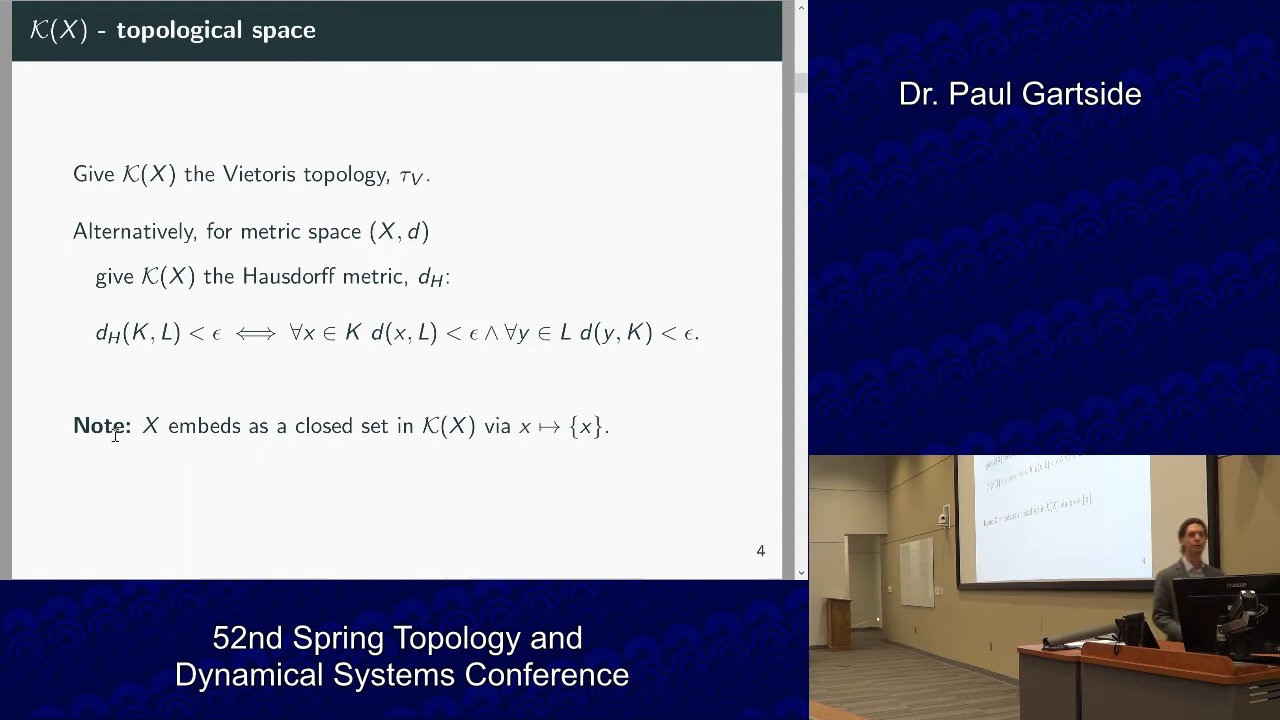 K(X) - topological space
Give K(X) the Vietoris topology, τ_V.
Alternatively, for metric space (X, d)
give K(X) the Hausdorff metric, d_H:
d_H(K, L) < ϵ ⟺ ∀x ∈ K d(x, L) < ϵ ∧ ∀y ∈ L d(y, K) < ϵ.
Note: X embeds as a closed set in K(X) via x ↦ {x}.
4
Dr. Paul Gartside
52nd Spring Topology and
Dynamical Systems Conference